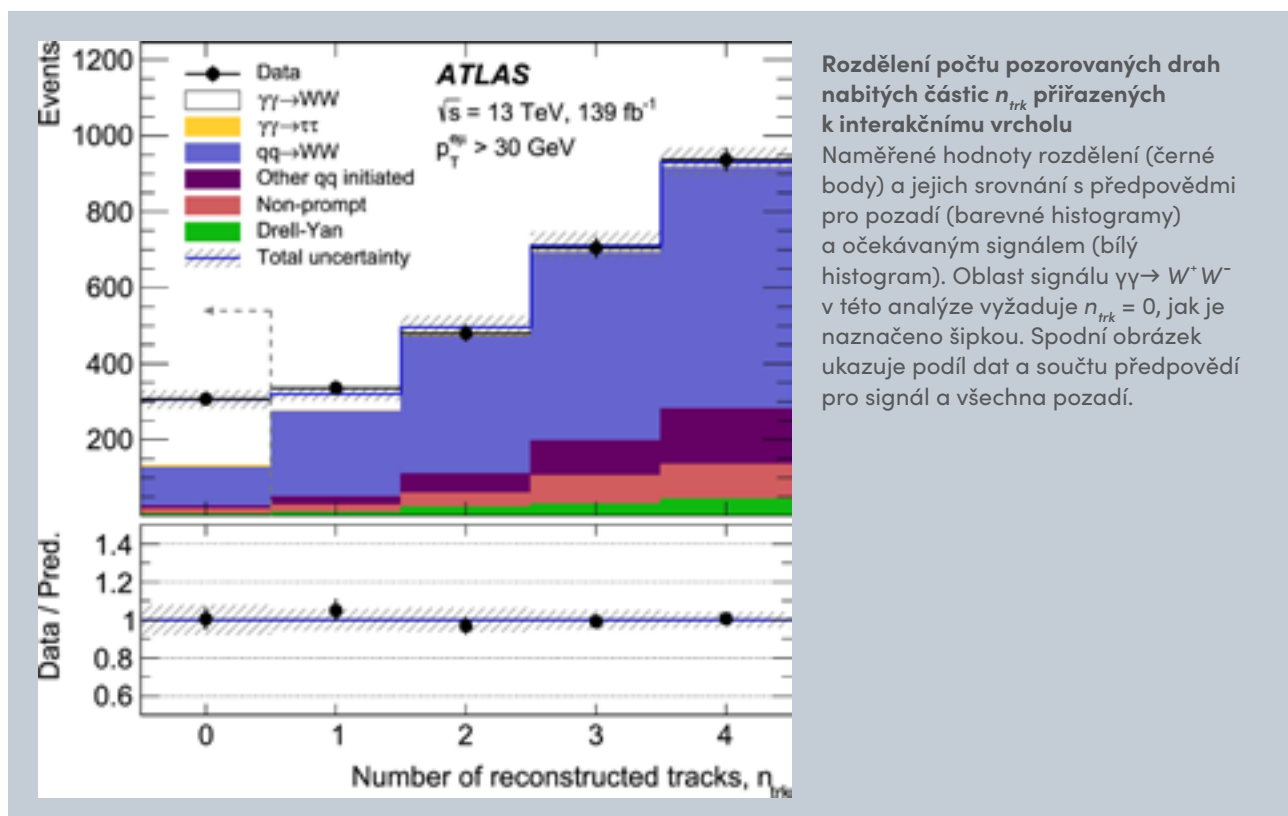 Events
1200
1000
800
600
400
200
Data
γγ→WW
γγ→ττ
qq→WW
Other qq initiated
Non-prompt
Drell-Yan
Total uncertainty
ATLAS
√s = 13 TeV, 139 fb⁻¹
p_T^eμ > 30 GeV
Data / Pred.
1.4
1.2
1
0.8
0.6
0 1 2 3 4
Number of reconstructed tracks, n_trk
Rozdělení počtu pozorovaných drah
nabitých částic n_trk přiřazených
k interakčnímu vrcholu
Naměřené hodnoty rozdělení (černé
body) a jejich srovnání s předpovědmi
pro pozadí (barevné histogramy)
a očekávaným signálem (bílý
histogram). Oblast signálu γγ→ W⁺W⁻
v této analýze vyžaduje n_trk = 0, jak je
naznačeno šipkou. Spodní obrázek
ukazuje podíl dat a součtu předpovědí
pro signál a všechna pozadí.